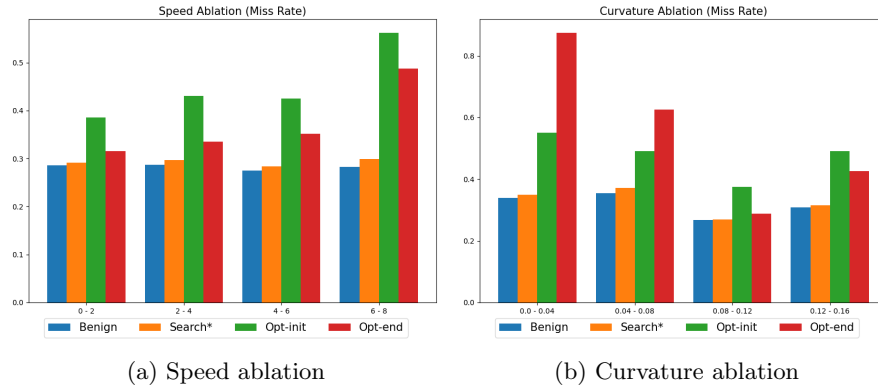 Speed Ablation (Miss Rate)
0.5
0.4
0.3
0.2
0.1
0.0
0 - 2
2 - 4
4 - 6
6 - 8
Benign
Search*
Opt-init
Opt-end
(a) Speed ablation
Curvature Ablation (Miss Rate)
0.8
0.6
0.4
0.2
0.0
0.0 - 0.04
0.04 - 0.08
0.08 - 0.12
0.12 - 0.16
Benign
Search*
Opt-init
Opt-end
(b) Curvature ablation